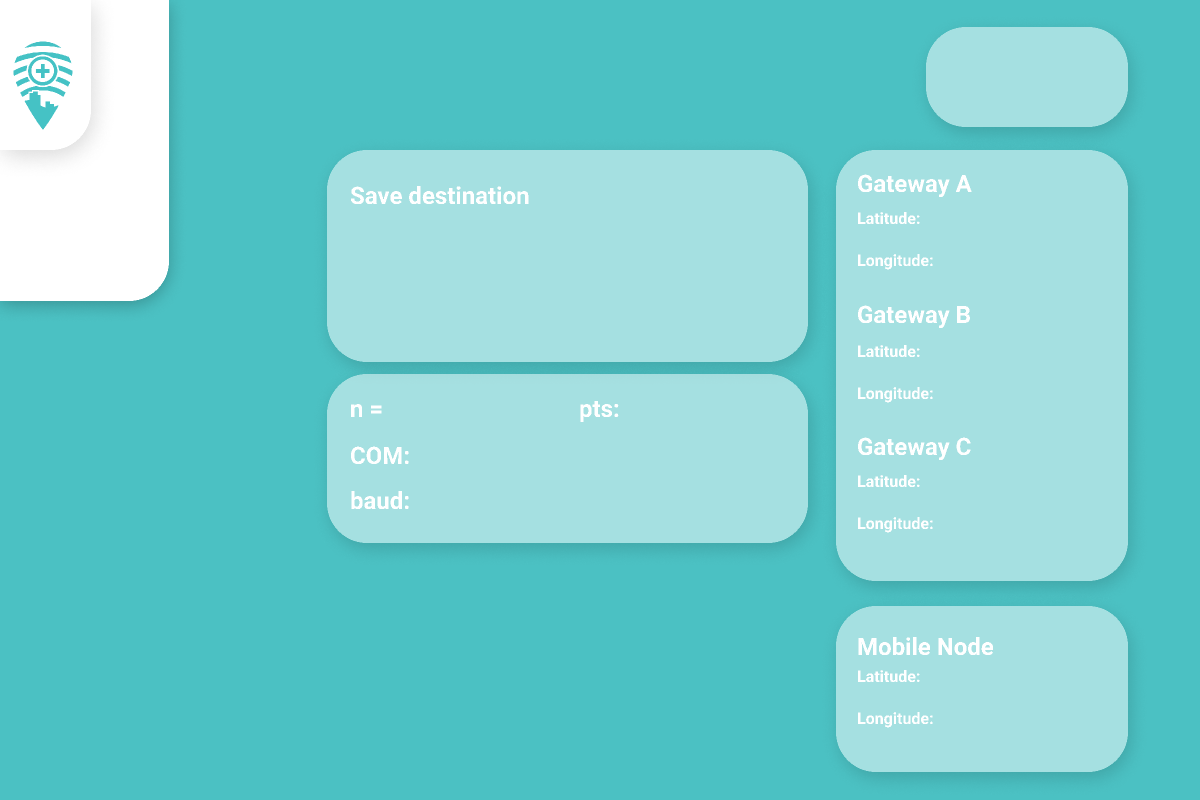 Save destination
n =
pts:
COM:
baud:
Gateway A
Latitude:
Longitude:
Gateway B
Latitude:
Longitude:
Gateway C
Latitude:
Longitude:
Mobile Node
Latitude:
Longitude: